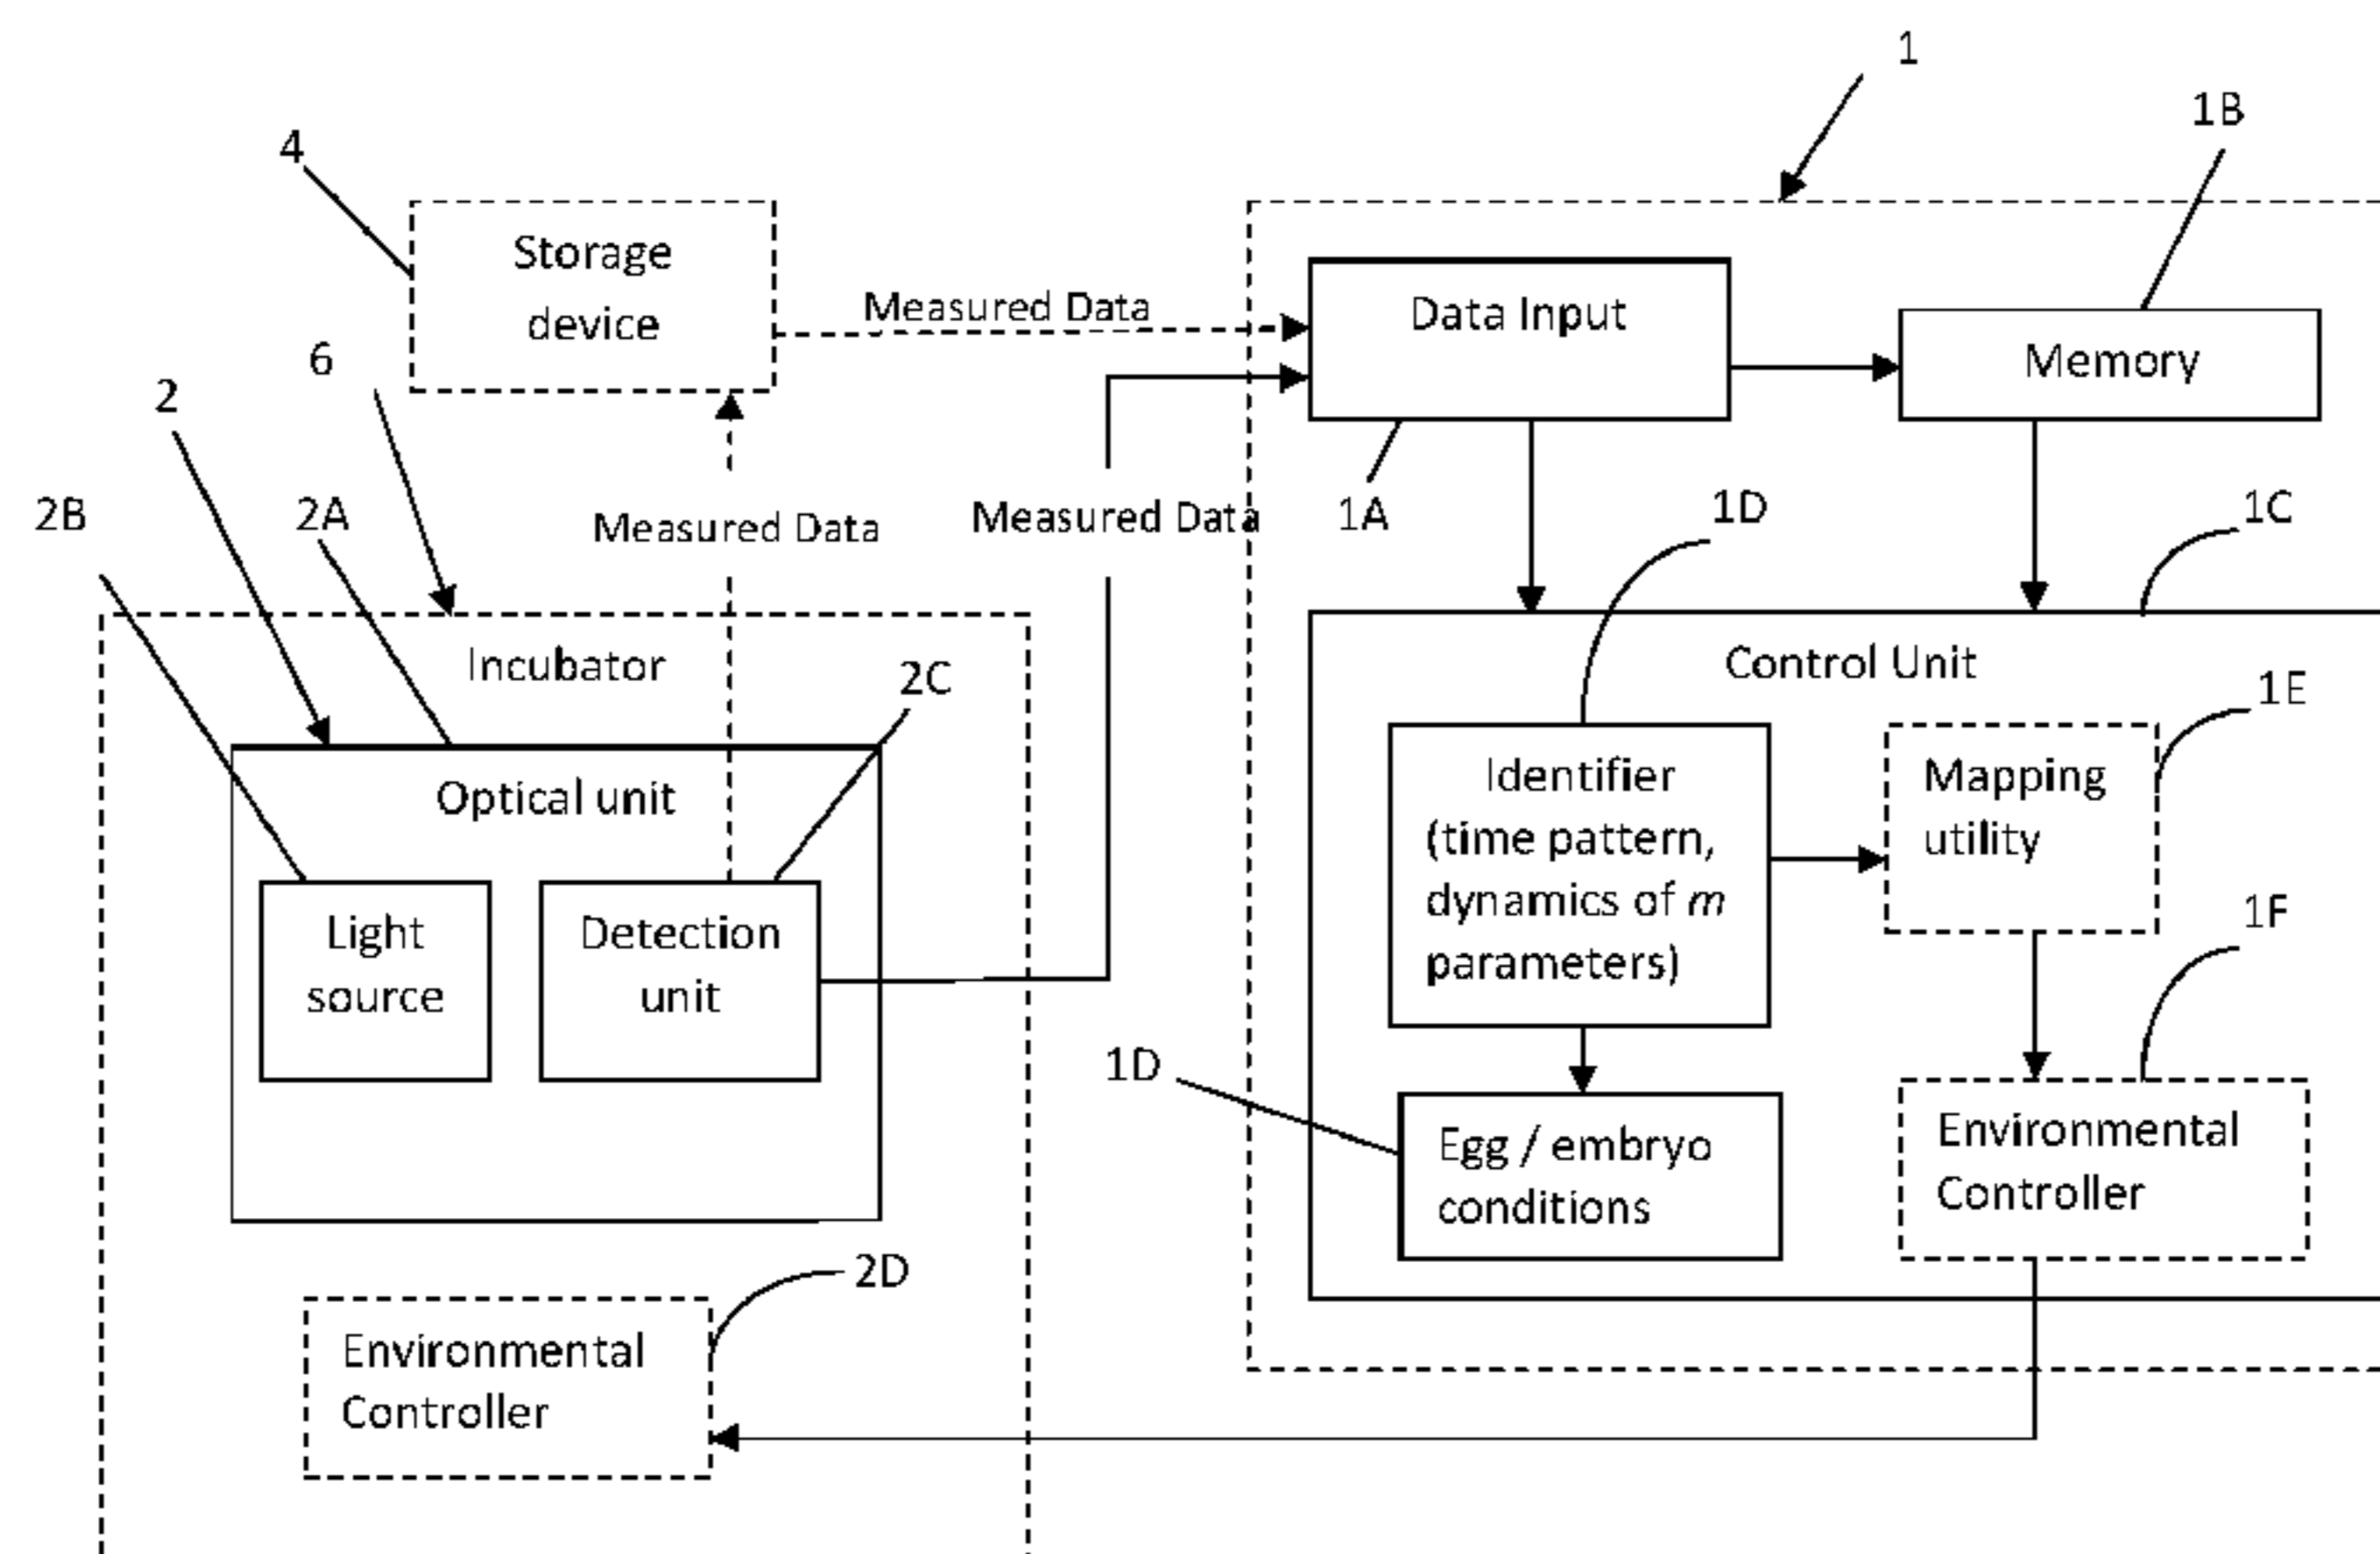 1
1B
4
Storage
device
Measured Data
Data Input
Memory
6
2
2B
2A
Measured Data
Measured Data
1A
1D
1C
Incubator
2C
Control Unit
1E
Optical unit
Identifier
(time pattern,
dynamics of m
parameters)
Mapping
utility
1F
Light
source
Detection
unit
1D
Egg / embryo
conditions
Environmental
Controller
2D
Environmental
Controller